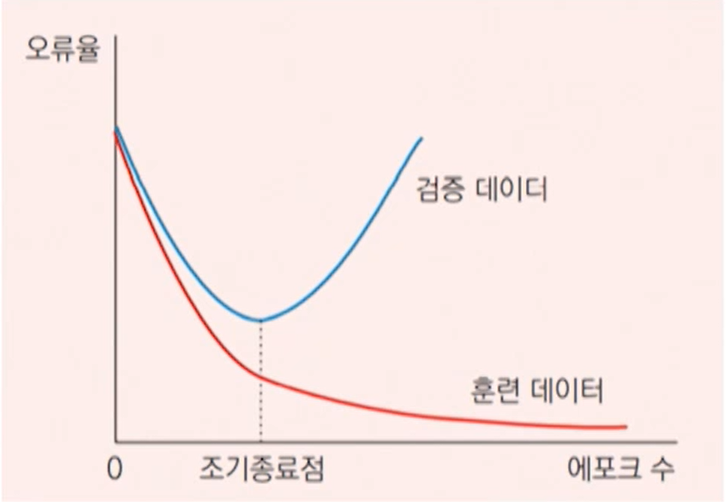 오류율
검증 데이더
훈련 데이터
0
조기종료점
에포크 수